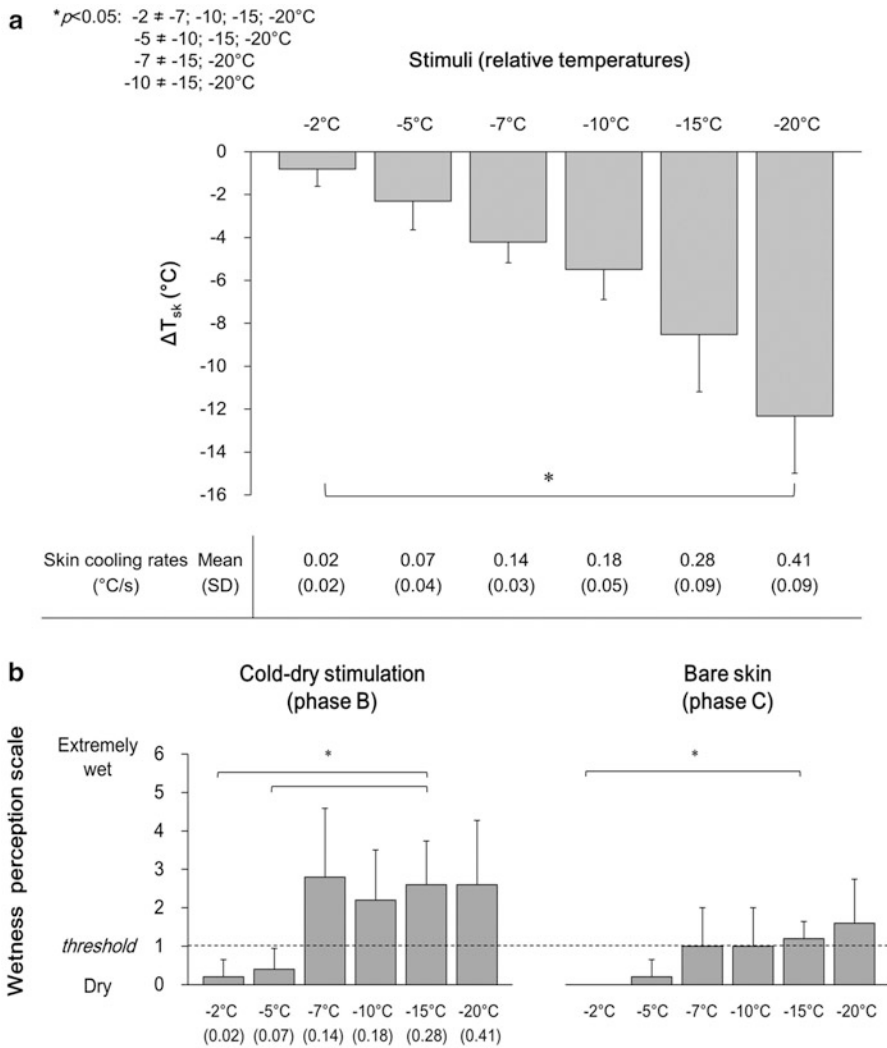 a
*p<0.05: -2 ≠ -7; -10; -15; -20°C
-5 ≠ -10; -15; -20°C
-7 ≠ -15; -20°C
-10 ≠ -15; -20°C
Stimuli (relative temperatures)
-2°C -5°C -7°C -10°C -15°C -20°C
0
-2
-4
-6
-8
-10
-12
-14
-16
ΔTsk (°C)
*
Skin cooling rates Mean 0.02 0.07 0.14 0.18 0.28 0.41
(°C/s) (SD) (0.02) (0.04) (0.03) (0.05) (0.09) (0.09)
b
Cold-dry stimulation
(phase B)
Bare skin
(phase C)
Wetness perception scale
Extremely
wet
threshold
Dry
6
5
4
3
2
1
0
*
*
-2°C -5°C -7°C -10°C -15°C -20°C
(0.02) (0.07) (0.14) (0.18) (0.28) (0.41)
-2°C -5°C -7°C -10°C -15°C -20°C